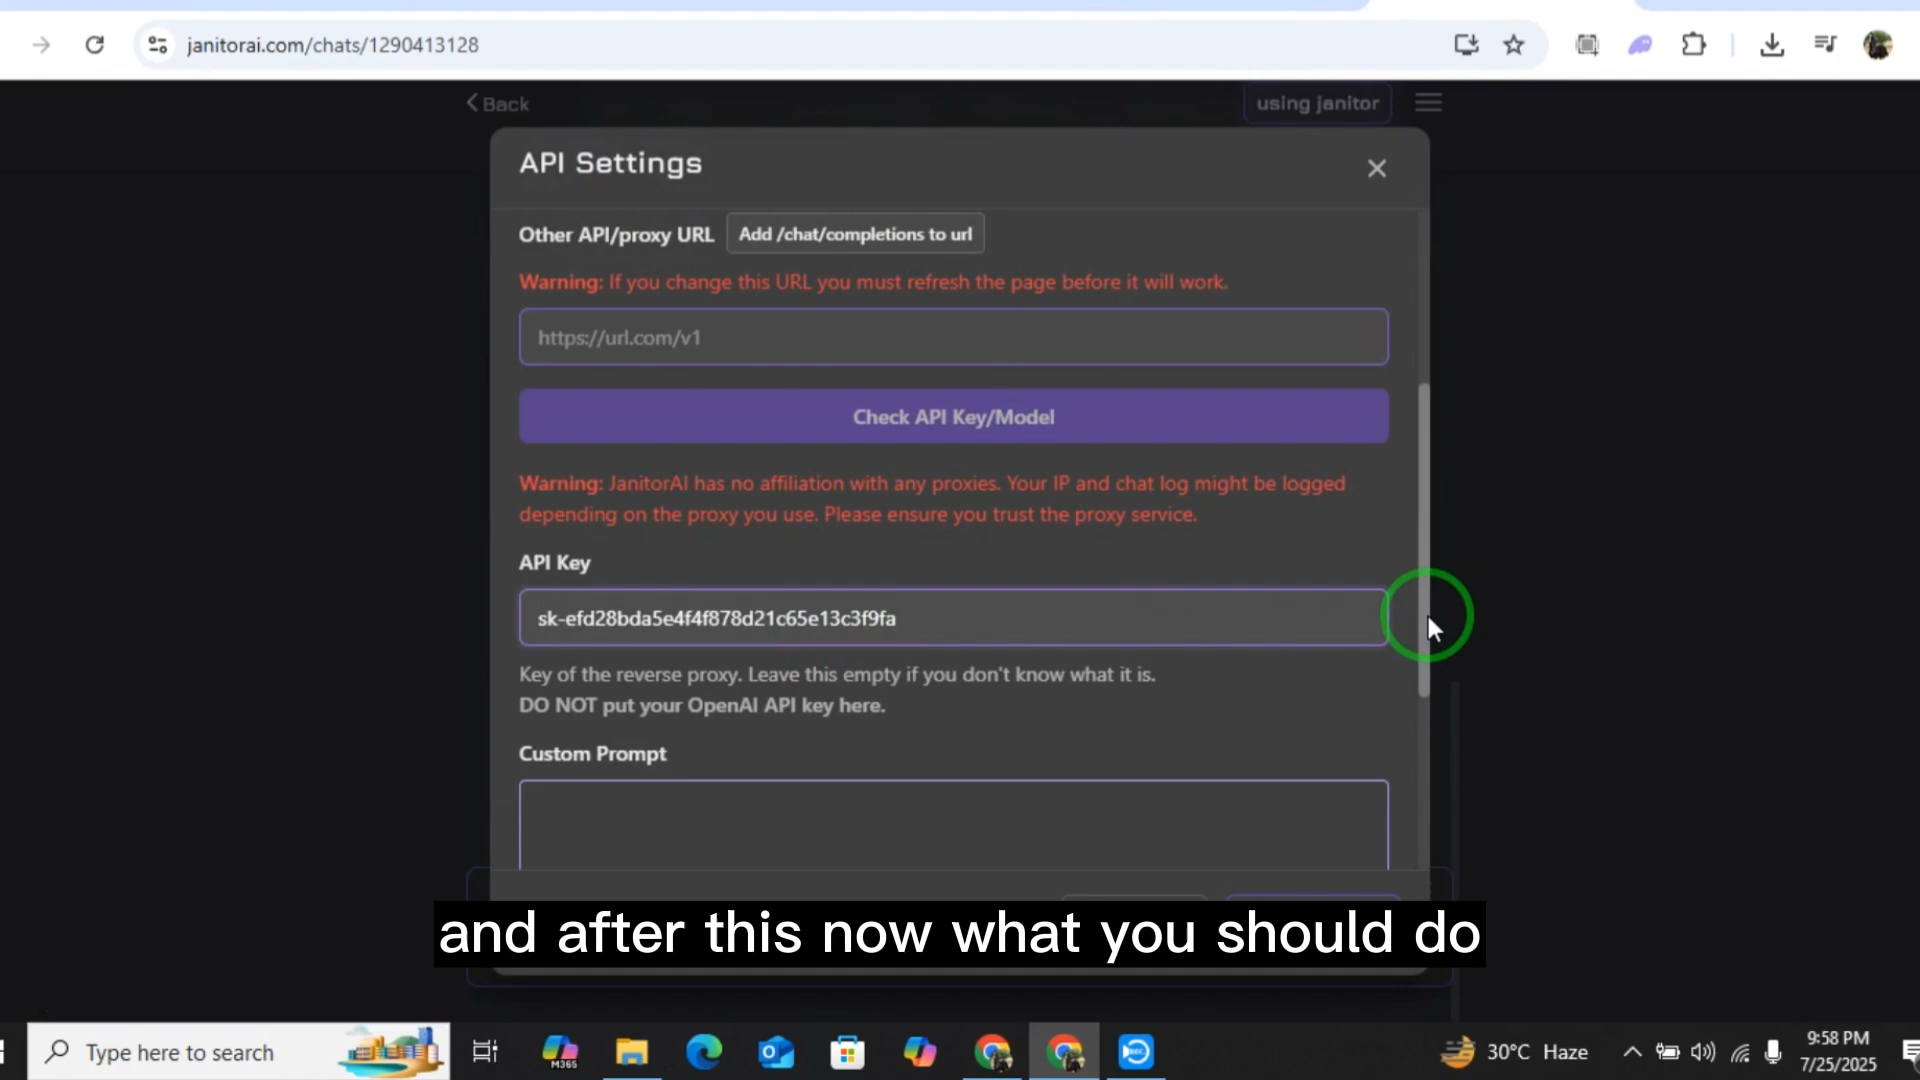 janitorai.com/chats/1290413128
Back
using janitor
API Settings
Other API/proxy URL
Add /chat/completions to url
Warning: If you change this URL you must refresh the page before it will work.
https://url.com/v1
Check API Key/Model
Warning: JanitorAI has no affiliation with any proxies. Your IP and chat log might be logged
depending on the proxy you use. Please ensure you trust the proxy service.
API Key
sk-efd28bda5e4f4f878d21c65e13c3f9fa
Key of the reverse proxy. Leave this empty if you don't know what it is.
DO NOT put your OpenAI API key here.
Custom Prompt
and after this now what you should do
Type here to search
M365
REC
30°C Haze
9:58 PM
7/25/2025